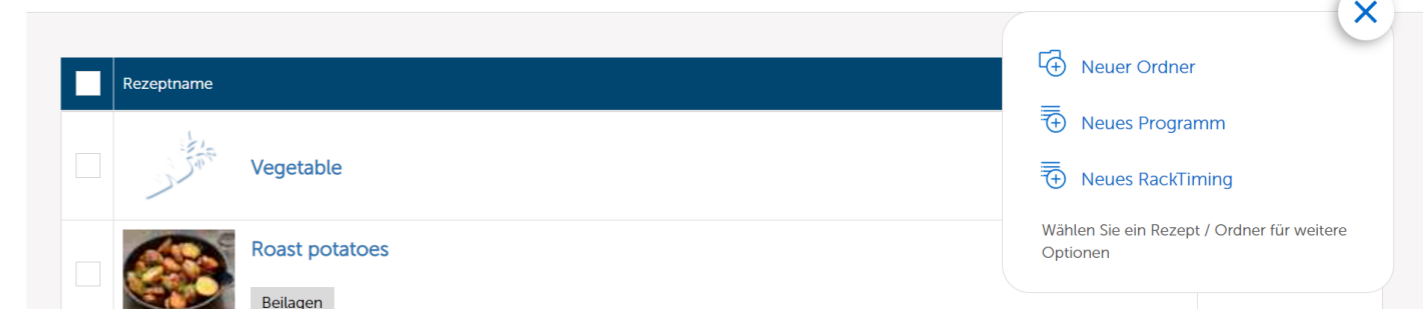 Rezeptname
Vegetable
Roast potatoes
Beilagen
Neuer Ordner
Neues Programm
Neues RackTiming
Wählen Sie ein Rezept / Ordner für weitere
Optionen